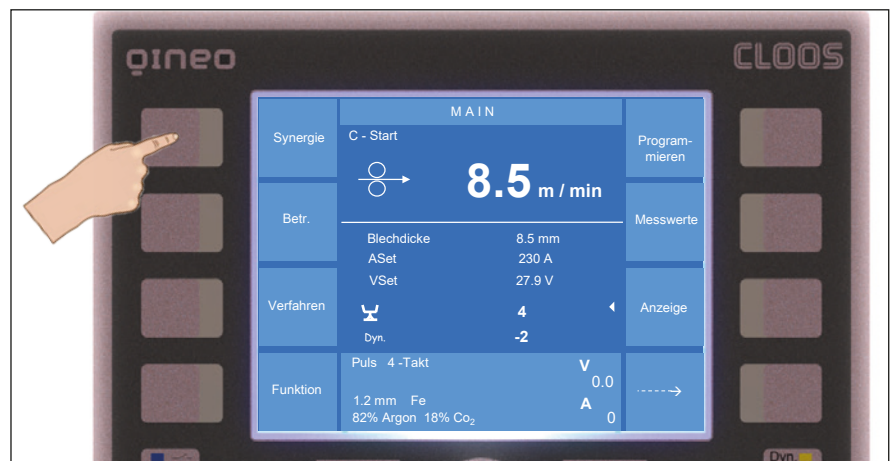 QINEO
CLOOS
MAIN
Synergie
C - Start
Program-
mieren
8.5 m / min
Betr.
Messwerte
Blechdicke 8.5 mm
ASet 230 A
VSet 27.9 V
Verfahren
4
Anzeige
Dyn. -2
Puls 4 -Takt V
0.0
Funktion
1.2 mm Fe A
82% Argon 18% Co₂ 0
Dyn.